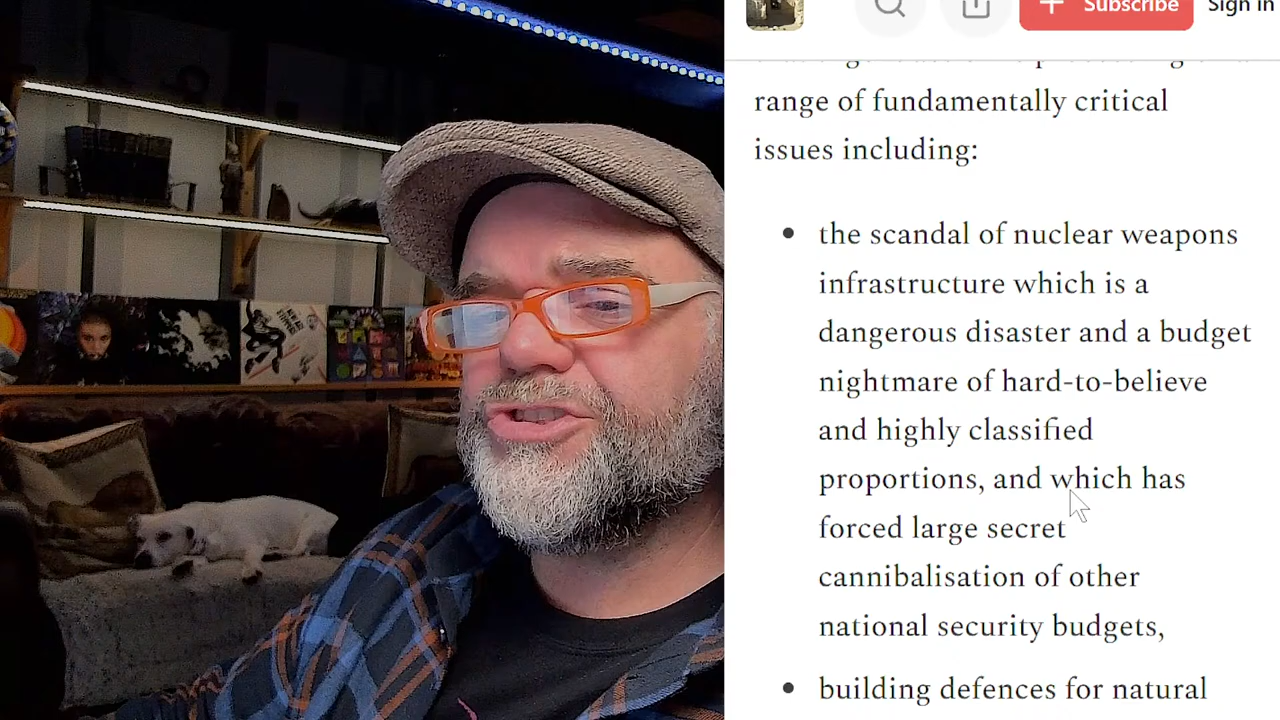 Subscribe
Sign in
range of fundamentally critical
issues including:
• the scandal of nuclear weapons
infrastructure which is a
dangerous disaster and a budget
nightmare of hard-to-believe
and highly classified
proportions, and which has
forced large secret
cannibalisation of other
national security budgets,
• building defences for natural